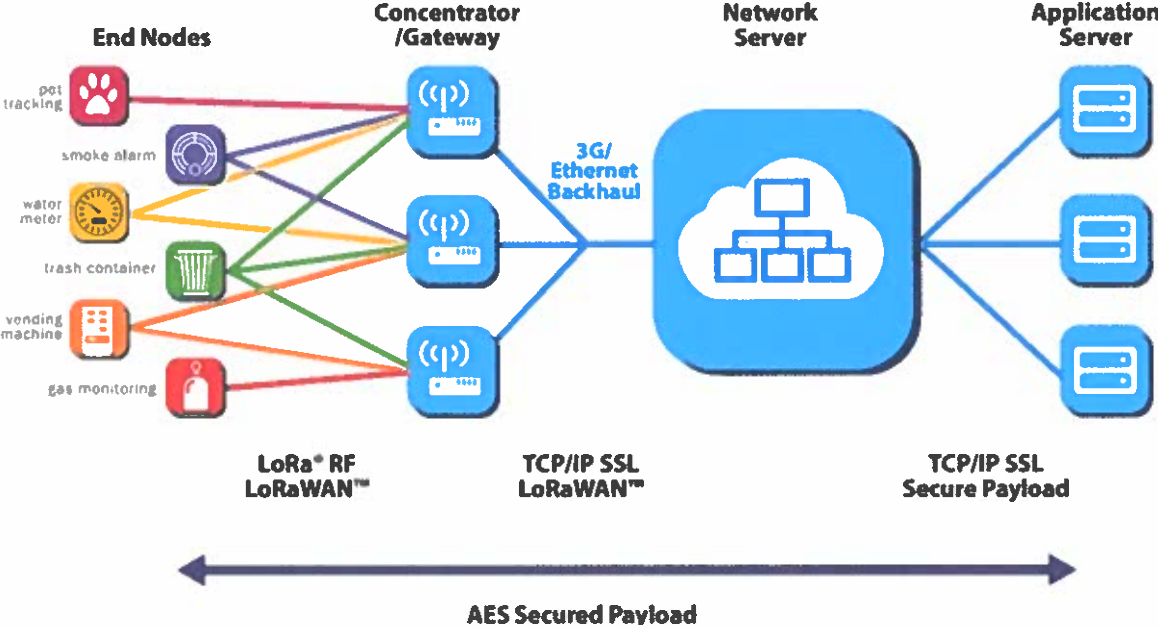 End Nodes
Concentrator
/Gateway
Network
Server
Application
Server
pet
tracking
smoke alarm
water
meter
trash container
vending
machine
gas monitoring
3G/
Ethernet
Backhaul
LoRa® RF
LoRaWAN™
TCP/IP SSL
LoRaWAN™
TCP/IP SSL
Secure Payload
AES Secured Payload